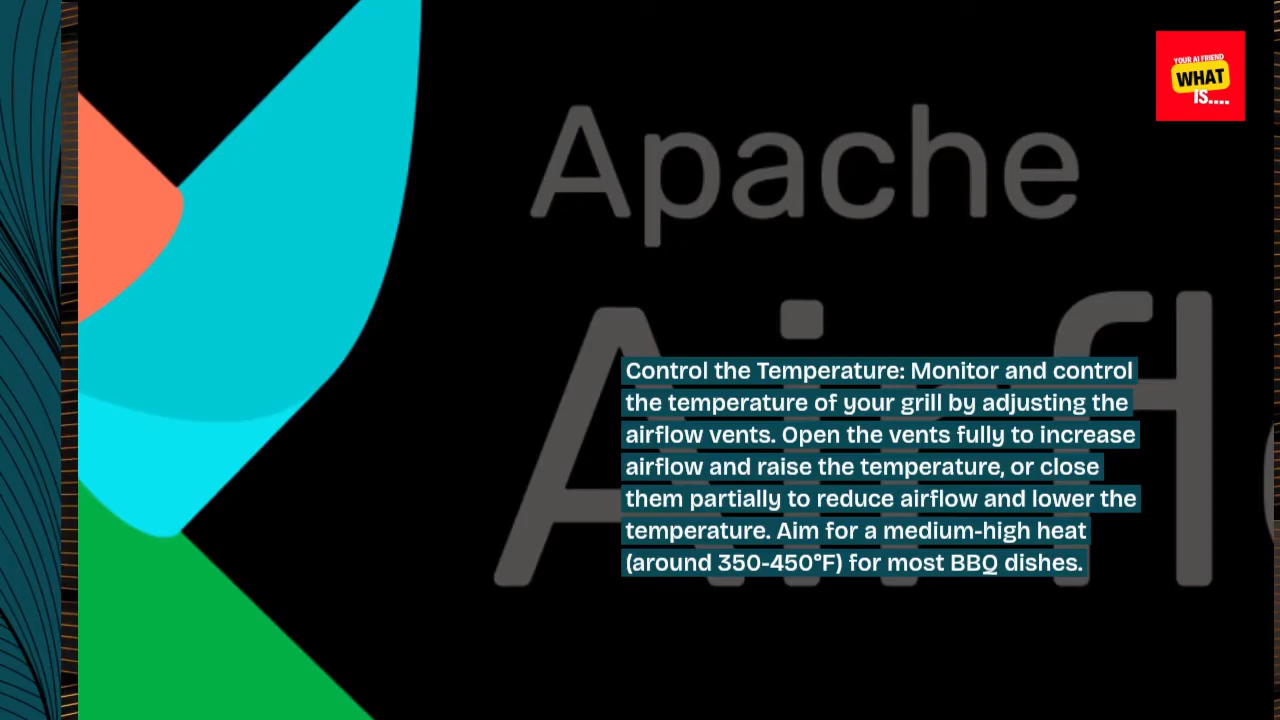 YOUR AI FRIEND
WHAT
IS....
Apache
Airfl
Control the Temperature: Monitor and control
the temperature of your grill by adjusting the
airflow vents. Open the vents fully to increase
airflow and raise the temperature, or close
them partially to reduce airflow and lower the
temperature. Aim for a medium-high heat
(around 350-450°F) for most BBQ dishes.